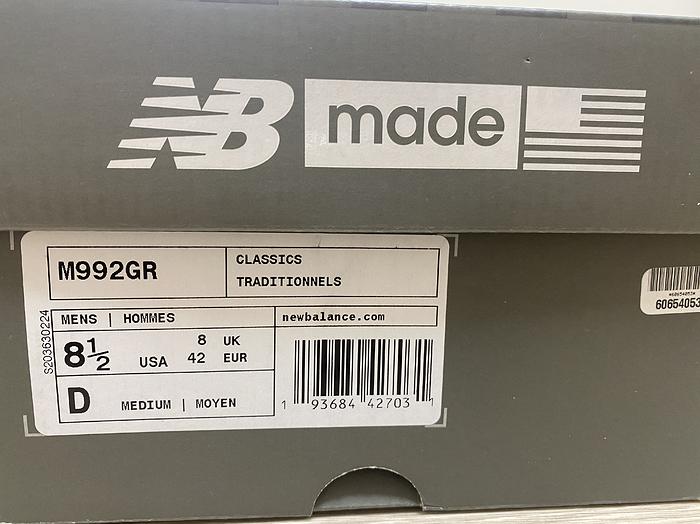 NB made
M992GR
CLASSICS
TRADITIONNELS
MENS | HOMMES
newbalance.com
8½ USA
8 UK
42 EUR
D MEDIUM | MOYEN
S203630224
1 93684 42703 1
*60654053*
60654053